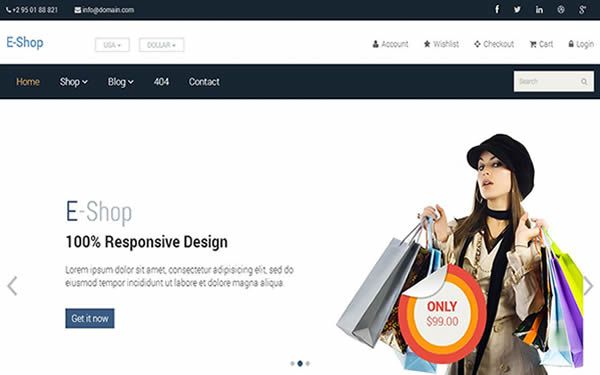 +2 95 01 88 821 info@domain.com
E-Shop USA DOLLAR Account Wishlist Checkout Cart Login
Home Shop Blog 404 Contact Search
E-Shop
100% Responsive Design
Lorem ipsum dolor sit amet, consectetur adipisicing elit, sed do
eiusmod tempor incididunt ut labore et dolore magna aliqua.
Get it now
ONLY
$99.00